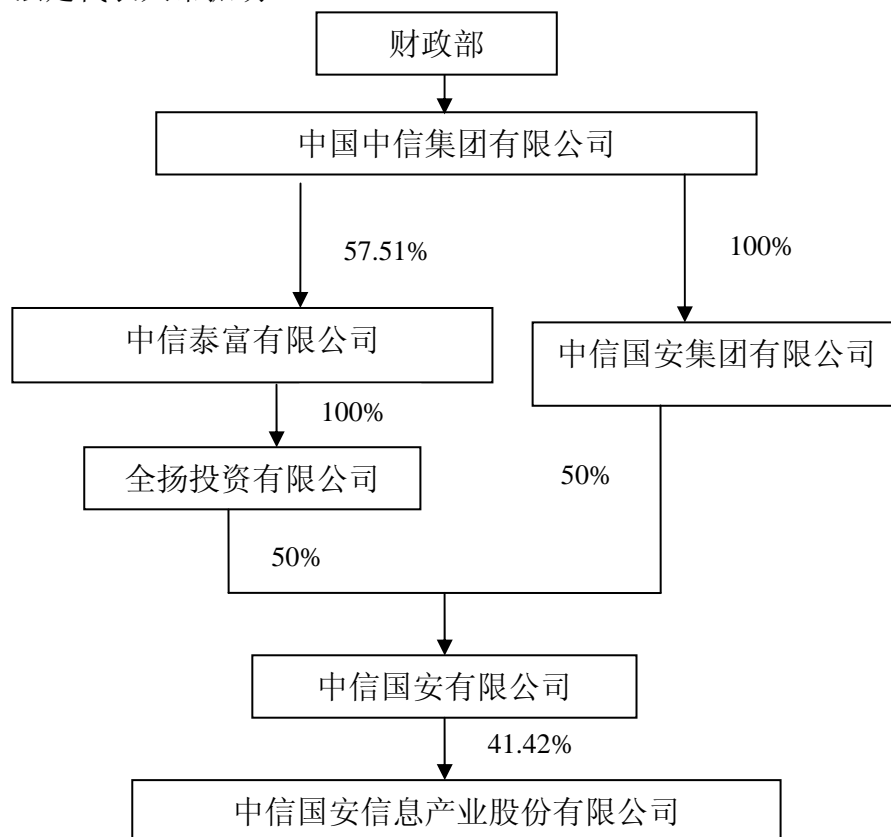 财政部
中国中信集团有限公司
57.51%
100%
中信泰富有限公司
中信国安集团有限公司
100%
全扬投资有限公司
50%
50%
中信国安有限公司
41.42%
中信国安信息产业股份有限公司